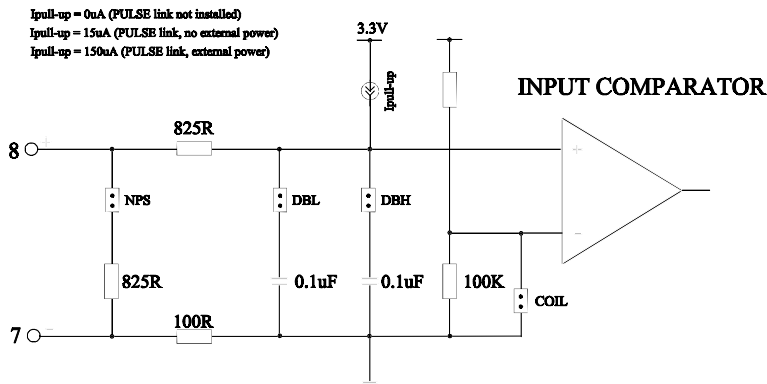 Ipull-up = 0uA (PULSE link not installed)
Ipull-up = 15uA (PULSE link, no external power)
Ipull-up = 150uA (PULSE link, external power)
3.3V
Ipull-up
INPUT COMPARATOR
825R
8
+
+
NPS
DBL
DBH
-
825R
0.1uF
0.1uF
100K
COIL
100R
7
-